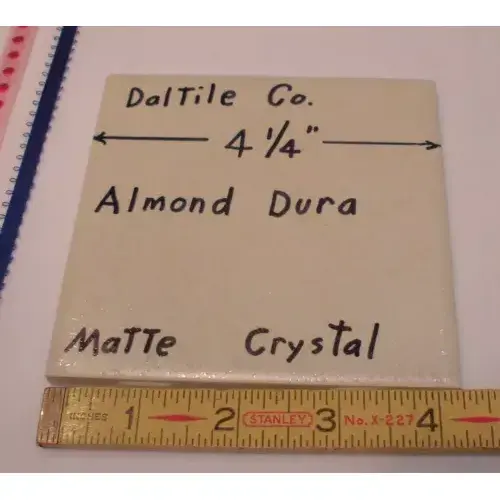 DalTile Co.
4 1/4"
Almond Dura
Matte Crystal
INCHES 1 2 STANLEY 3 No. X-227 4